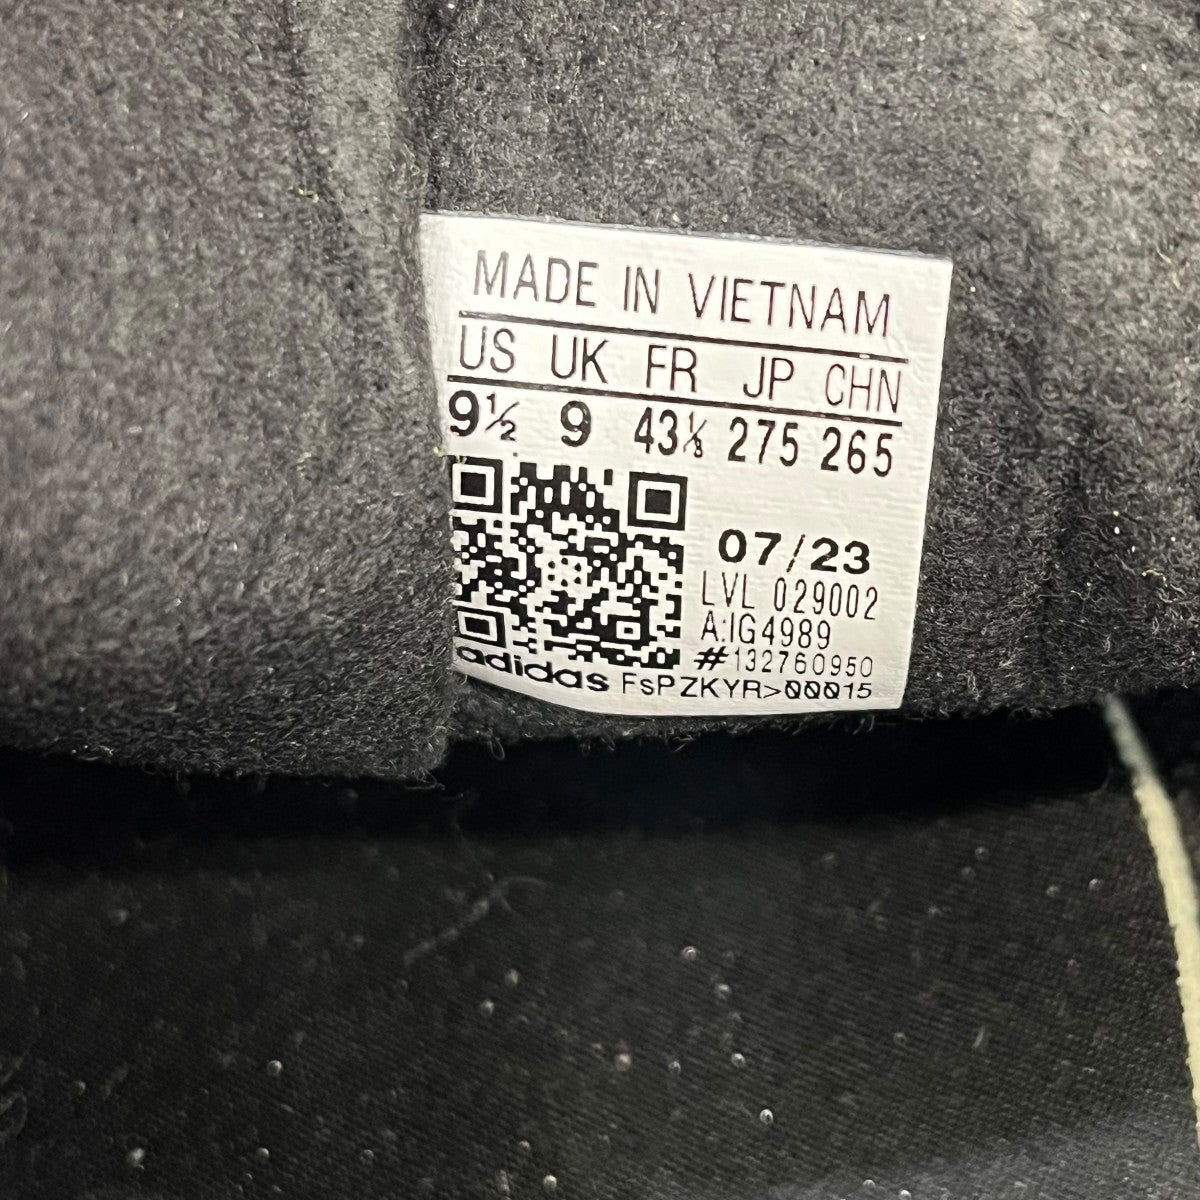 MADE IN VIETNAM
US UK FR JP CHN
9½ 9 43⅓ 275 265
07/23
LVL 029002
A:IG4989
#132760950
adidas FsPZKYR>00015